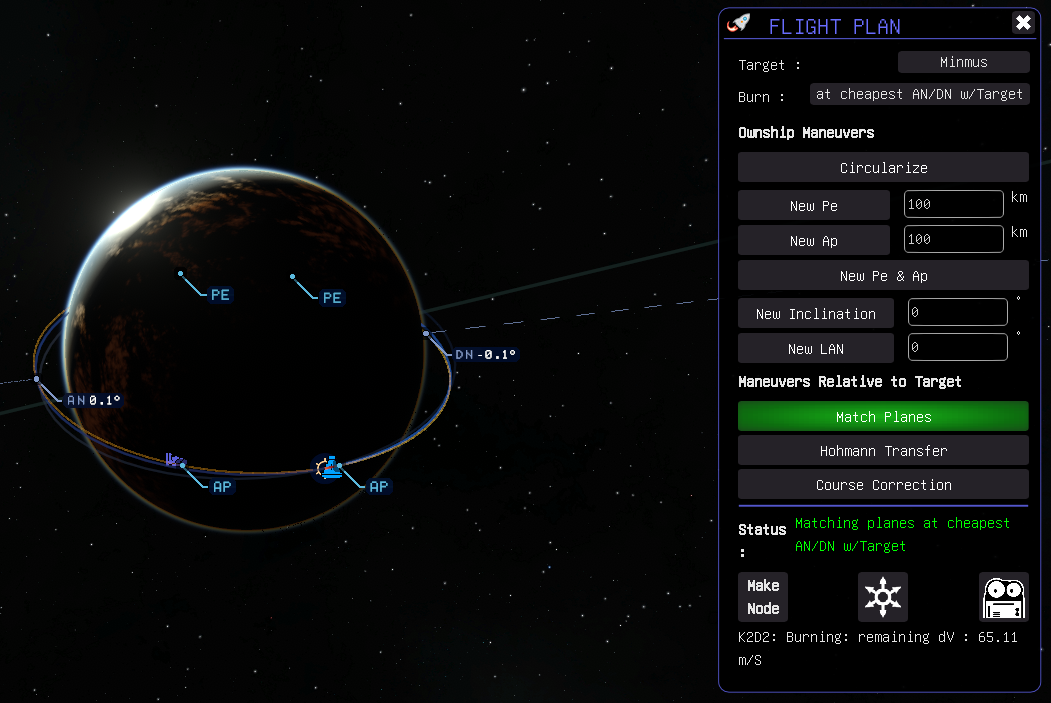 FLIGHT PLAN
Target : Minmus
Burn : at cheapest AN/DN w/Target
Ownship Maneuvers
Circularize
New Pe 100 km
New Ap 100 km
New Pe & Ap
New Inclination 0 °
New LAN 0 °
Maneuvers Relative to Target
Match Planes
Hohmann Transfer
Course Correction
Status : Matching planes at cheapest
AN/DN w/Target
Make
Node
K2D2: Burning: remaining dV : 65.11
m/S
PE
PE
DN -0.1°
AN 0.1°
AP
AP